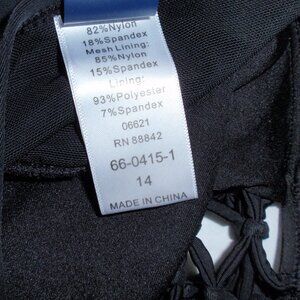 82%Nylon
18%Spandex
Mesh Lining:
85%Nylon
15%Spandex
Lining:
93%Polyester
7%Spandex
06621
RN 88842
66-0415-1
14
MADE IN CHINA